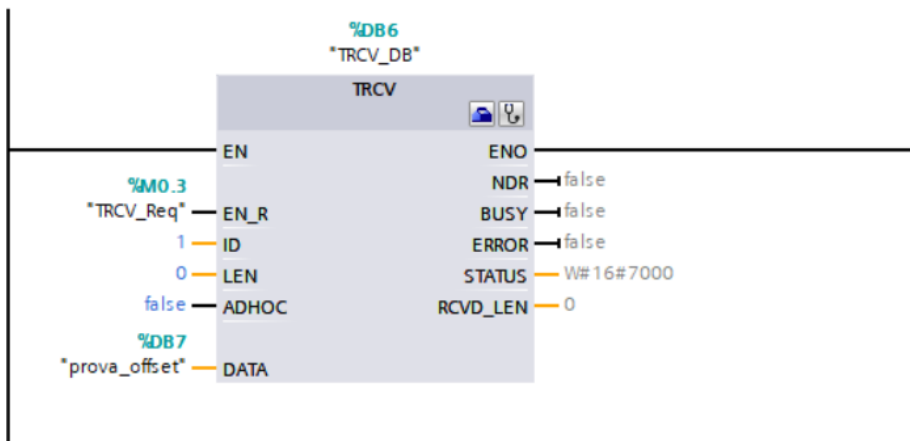 %DB6
"TRCV_DB"
TRCV
EN ENO
NDR false
%M0.3
"TRCV_Req" EN_R BUSY false
1 ID ERROR false
0 LEN STATUS W#16#7000
false ADHOC RCVD_LEN 0
%DB7
"prova_offset" DATA